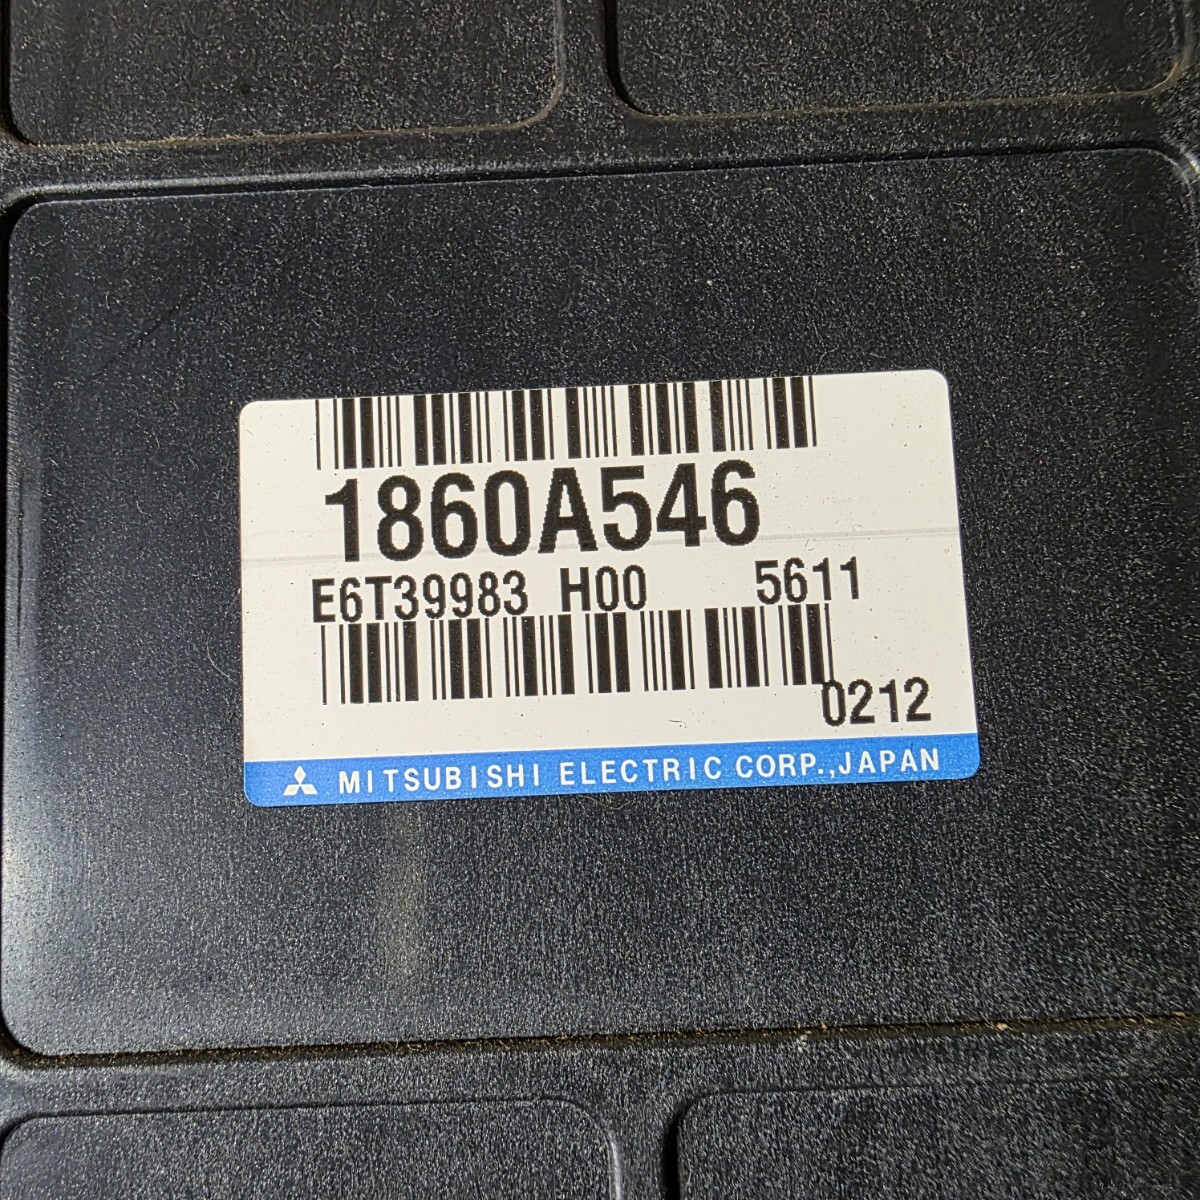 1860A546
E6T39983 H00 5611
0212
MITSUBISHI ELECTRIC CORP.,JAPAN